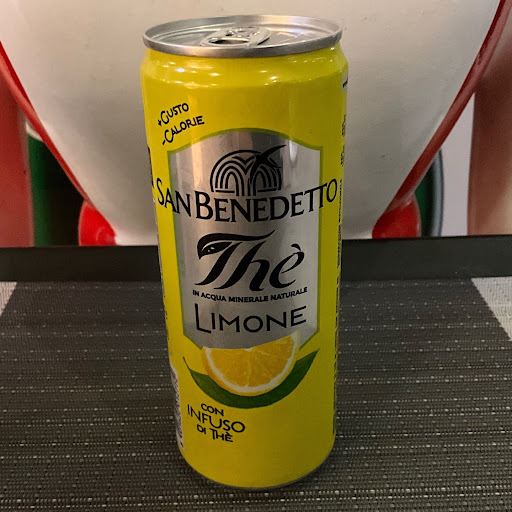 +GUSTO
-CALORIE
SAN BENEDETTO
Thè
IN ACQUA MINERALE NATURALE
LIMONE
CON
INFUSO
DI THÈ